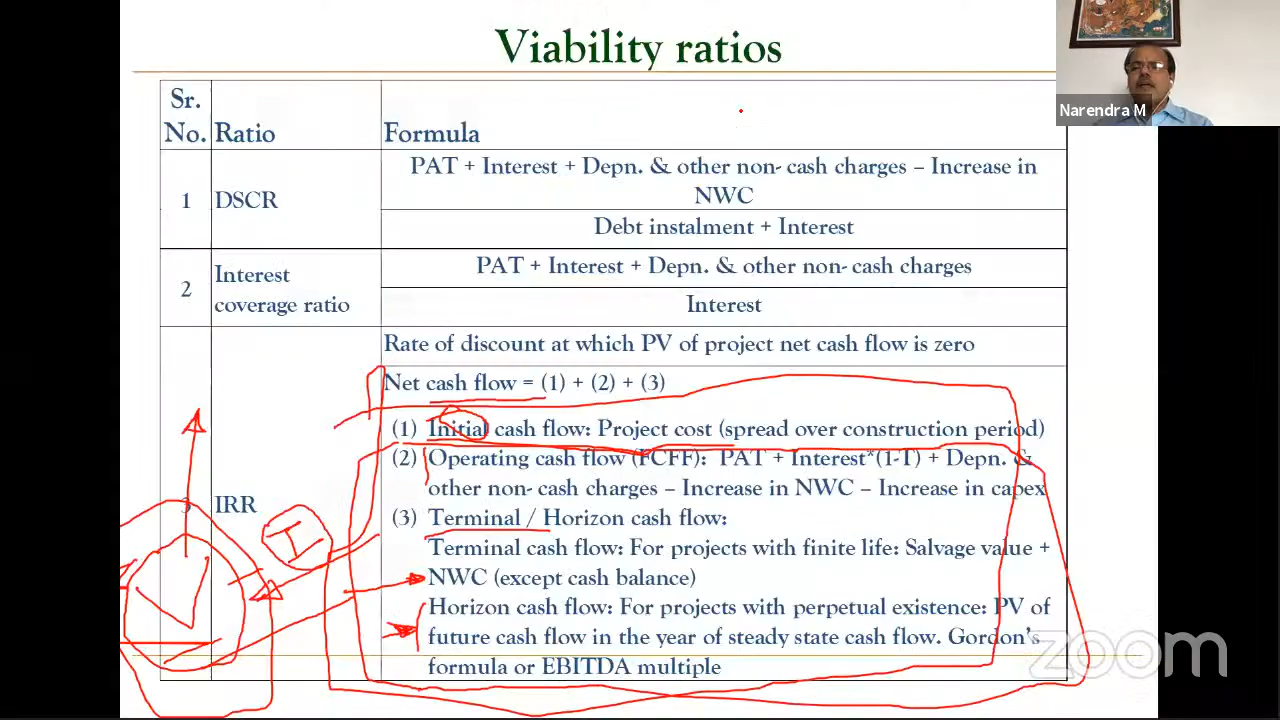 Viability ratios
Narendra M
Sr. No.
Ratio
Formula
1
DSCR
PAT + Interest + Depn. & other non- cash charges – Increase in
NWC
Debt instalment + Interest
2
Interest
coverage ratio
PAT + Interest + Depn. & other non- cash charges
Interest
3
IRR
Rate of discount at which PV of project net cash flow is zero
Net cash flow = (1) + (2) + (3)
(1) Initial cash flow: Project cost (spread over construction period)
(2) Operating cash flow (FCFF): PAT + Interest*(1-T) + Depn. &
other non- cash charges – Increase in NWC – Increase in capex
(3) Terminal / Horizon cash flow:
Terminal cash flow: For projects with finite life: Salvage value +
NWC (except cash balance)
Horizon cash flow: For projects with perpetual existence: PV of
future cash flow in the year of steady state cash flow. Gordon's
formula or EBITDA multiple
I
zoom